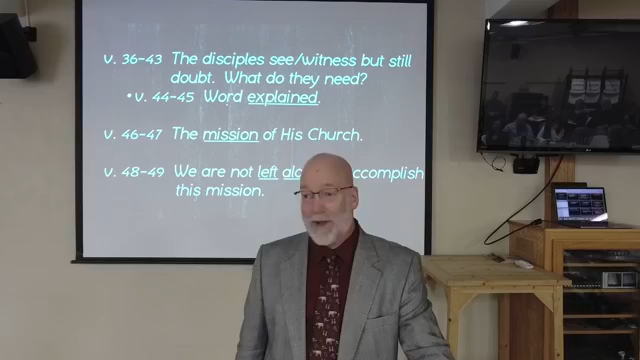 v. 36-43 The disciples see/witness but still
doubt. What do they need?
• v. 44-45 Word explained.
v. 46-47 The mission of His Church.
v. 48-49 We are not left accomplish
this mission.